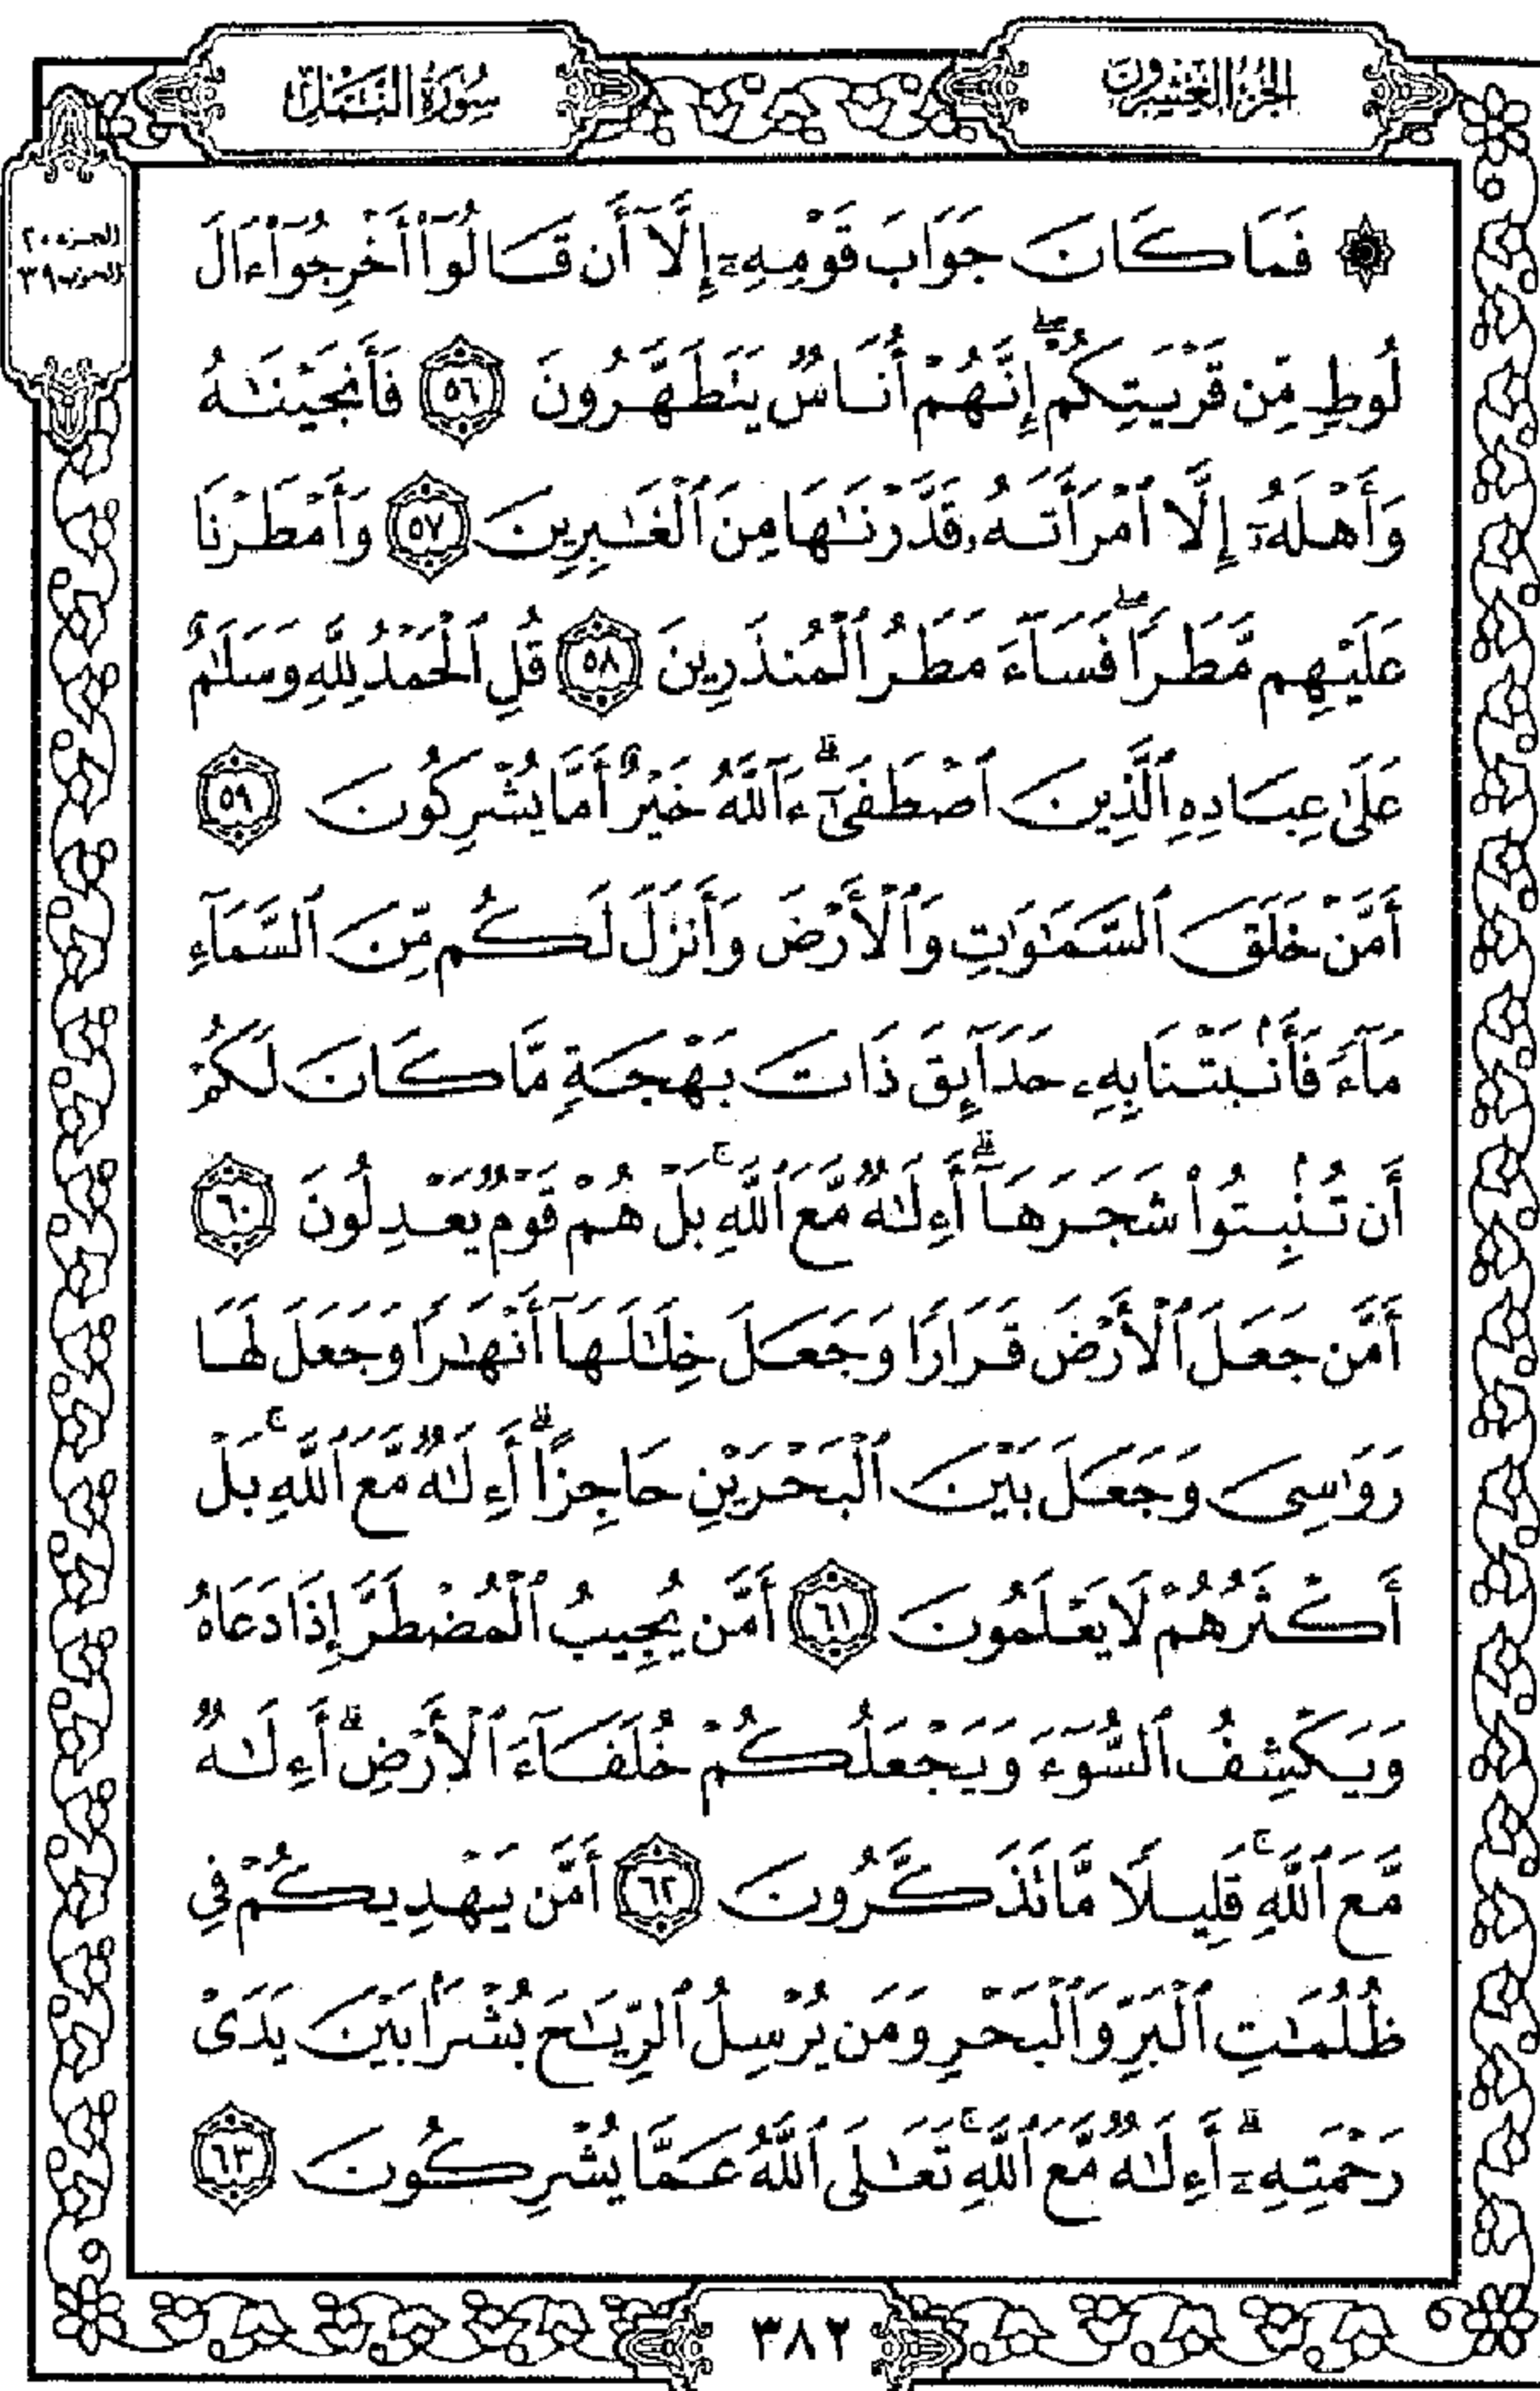 الجزء العشرون
سورة النمل
الجزء ٢٠
الحزب ٣٩
۞ فَمَا كَانَ جَوَابَ قَوْمِهِۦٓ إِلَّآ أَن قَالُوٓا۟ أَخْرِجُوٓا۟ ءَالَ
لُوطٍ مِّن قَرْيَتِكُمْ ۖ إِنَّهُمْ أُنَاسٌ يَتَطَهَّرُونَ ٥٦ فَأَنجَيْنَٰهُ
وَأَهْلَهُۥٓ إِلَّا ٱمْرَأَتَهُۥ قَدَّرْنَٰهَا مِنَ ٱلْغَٰبِرِينَ ٥٧ وَأَمْطَرْنَا
عَلَيْهِم مَّطَرًا ۖ فَسَآءَ مَطَرُ ٱلْمُنذَرِينَ ٥٨ قُلِ ٱلْحَمْدُ لِلَّهِ وَسَلَٰمٌ
عَلَىٰ عِبَادِهِ ٱلَّذِينَ ٱصْطَفَىٰٓ ۗ ءَآللَّهُ خَيْرٌ أَمَّا يُشْرِكُونَ ٥٩
أَمَّنْ خَلَقَ ٱلسَّمَٰوَٰتِ وَٱلْأَرْضَ وَأَنزَلَ لَكُم مِّنَ ٱلسَّمَآءِ
مَآءً فَأَنۢبَتْنَا بِهِۦ حَدَآئِقَ ذَاتَ بَهْجَةٍ مَّا كَانَ لَكُمْ
أَن تُنۢبِتُوا۟ شَجَرَهَآ ۗ أَءِلَٰهٌ مَّعَ ٱللَّهِ ۚ بَلْ هُمْ قَوْمٌ يَعْدِلُونَ ٦٠
أَمَّن جَعَلَ ٱلْأَرْضَ قَرَارًا وَجَعَلَ خِلَٰلَهَآ أَنْهَٰرًا وَجَعَلَ لَهَا
رَوَٰسِىَ وَجَعَلَ بَيْنَ ٱلْبَحْرَيْنِ حَاجِزًا ۗ أَءِلَٰهٌ مَّعَ ٱللَّهِ ۚ بَلْ
أَكْثَرُهُمْ لَا يَعْلَمُونَ ٦١ أَمَّن يُجِيبُ ٱلْمُضْطَرَّ إِذَا دَعَاهُ
وَيَكْشِفُ ٱلسُّوٓءَ وَيَجْعَلُكُمْ خُلَفَآءَ ٱلْأَرْضِ ۗ أَءِلَٰهٌ
مَّعَ ٱللَّهِ ۚ قَلِيلًا مَّا تَذَكَّرُونَ ٦٢ أَمَّن يَهْدِيكُمْ فِى
ظُلُمَٰتِ ٱلْبَرِّ وَٱلْبَحْرِ وَمَن يُرْسِلُ ٱلرِّيَٰحَ بُشْرًۢا بَيْنَ يَدَىْ
رَحْمَتِهِۦٓ ۗ أَءِلَٰهٌ مَّعَ ٱللَّهِ ۚ تَعَٰلَى ٱللَّهُ عَمَّا يُشْرِكُونَ ٦٣
٣٨٢